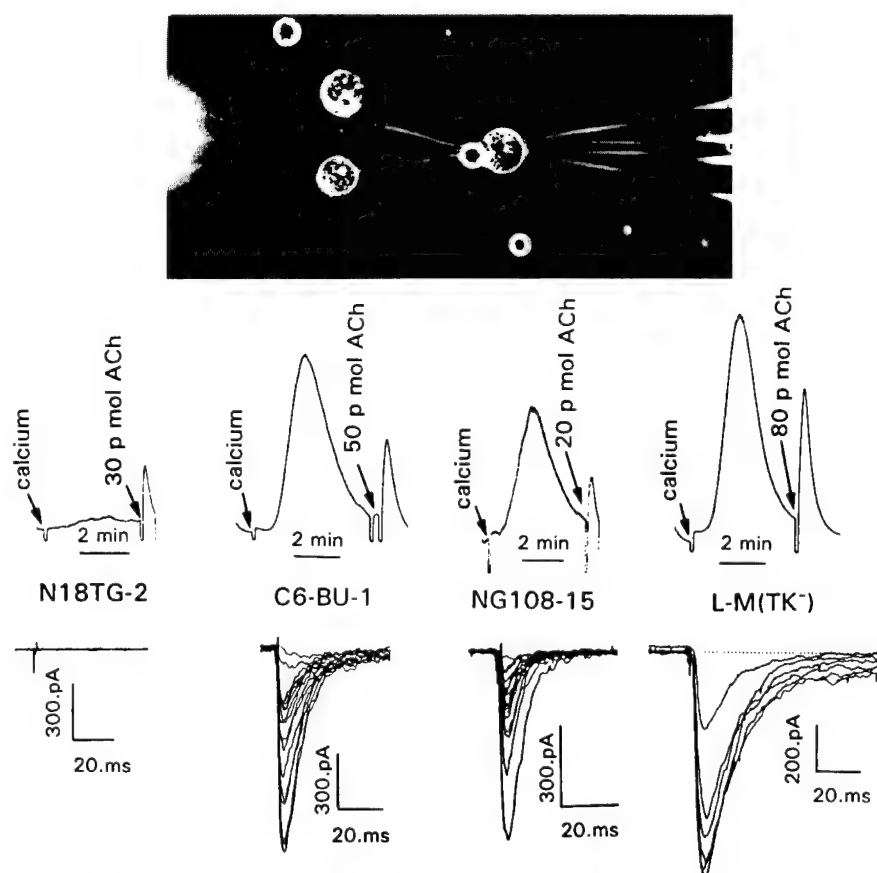 calcium
30 p mol ACh
2 min
N18TG-2
calcium
50 p mol ACh
2 min
C6-BU-1
calcium
20 p mol ACh
2 min
NG108-15
calcium
80 p mol ACh
2 min
L-M(TK⁻)
300.pA
20.ms
300.pA
20.ms
300.pA
20.ms
200.pA
20.ms